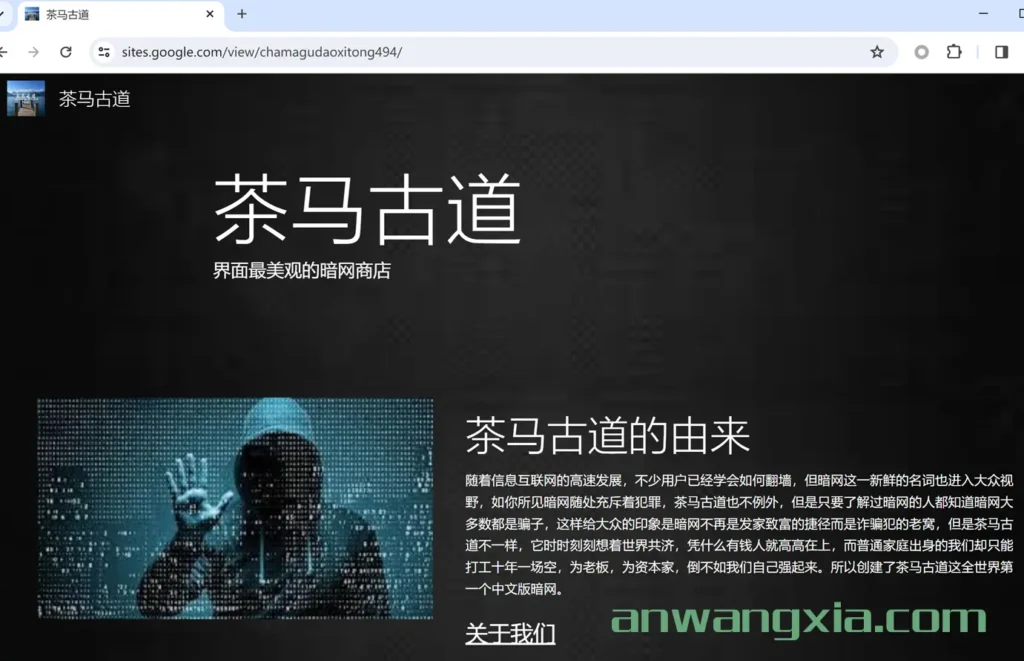 茶马古道
sites.google.com/view/chamagudaoxitong494/
茶马古道
茶马古道
界面最美观的暗网商店
茶马古道的由来
随着信息互联网的高速发展，不少用户已经学会如何翻墙，但暗网这一新鲜的名词也进入大众视
野，如你所见暗网随处充斥着犯罪，茶马古道也不例外，但是只要了解过暗网的人都知道暗网大
多数都是骗子，这样给大众的印象是暗网不再是发家致富的捷径而是诈骗犯的老窝，但是茶马古
道不一样，它时时刻刻想着世界共济，凭什么有钱人就高高在上，而普通家庭出身的我们却只能
打工十年一场空，为老板，为资本家，倒不如我们自己强起来。所以创建了茶马古道这全世界第
一个中文版暗网。
关于我们
anwangxia.com